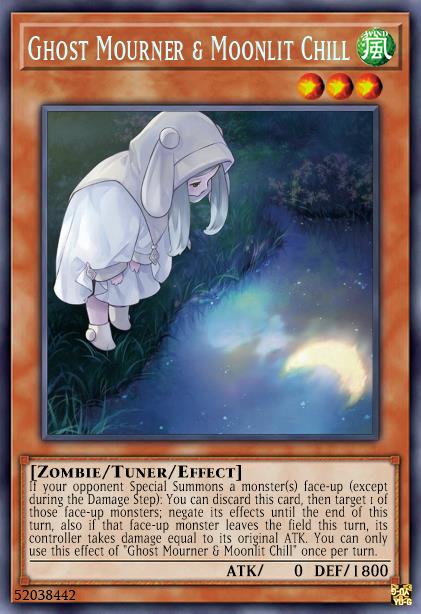 Ghost Mourner & Moonlit Chill
WIND
風
[Zombie/Tuner/Effect]
If your opponent Special Summons a monster(s) face-up (except
during the Damage Step): You can discard this card, then target 1 of
those face-up monsters; negate its effects until the end of this
turn, also if that face-up monster leaves the field this turn, its
controller takes damage equal to its original ATK. You can only
use this effect of "Ghost Mourner & Moonlit Chill" once per turn.
ATK/ 0 DEF/1800
52038442